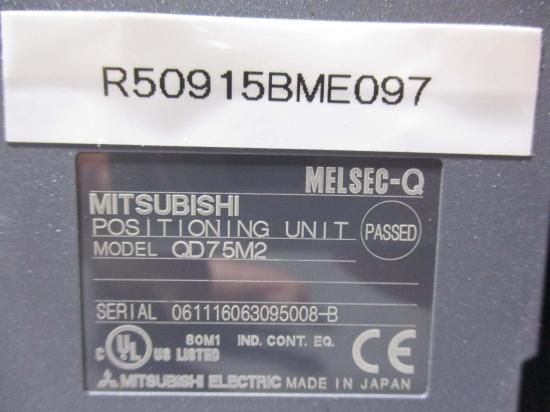 R50915BME097
MELSEC-Q
MITSUBISHI
POSITIONING UNIT
PASSED
MODEL QD75M2
SERIAL 061116063095008-B
C UL US LISTED 80M1 IND. CONT. EQ. CE
MITSUBISHI ELECTRIC MADE IN JAPAN